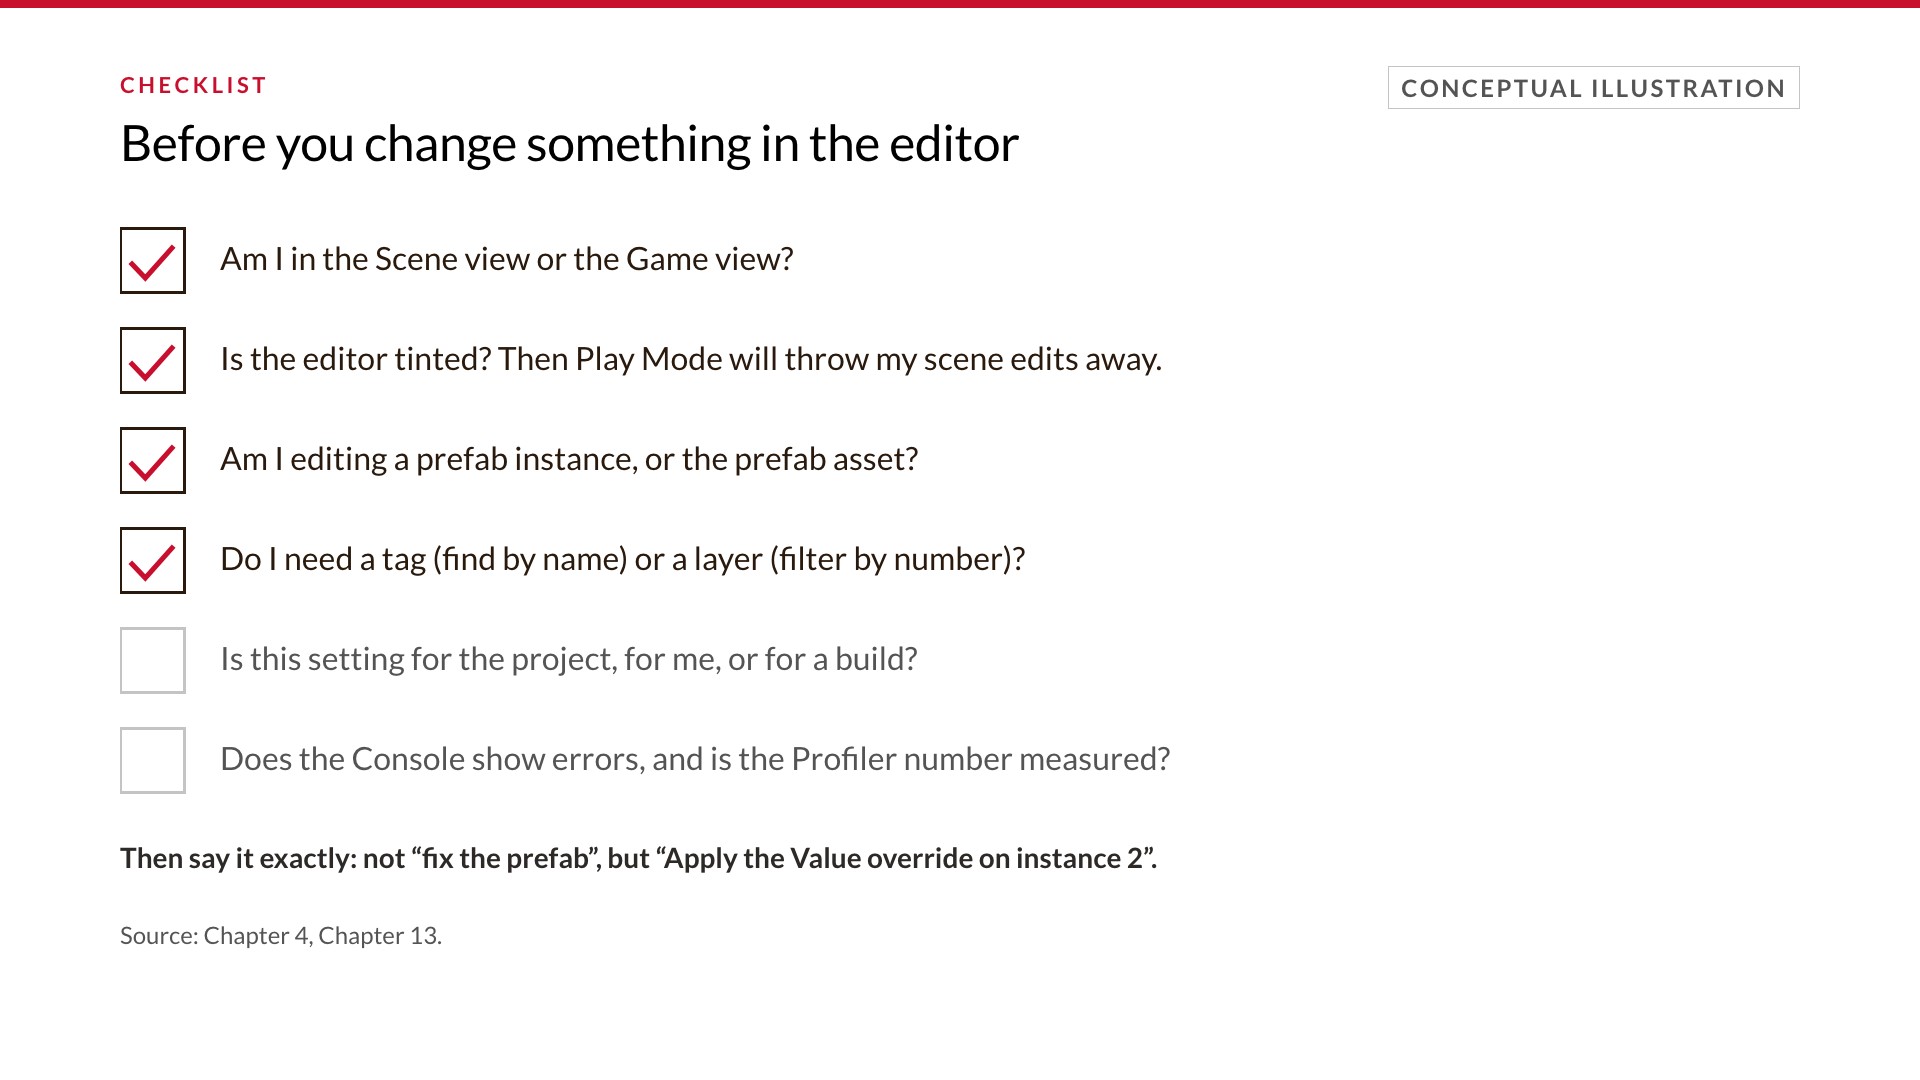 CHECKLIST
CONCEPTUAL ILLUSTRATION
Before you change something in the editor
Am I in the Scene view or the Game view?
Is the editor tinted? Then Play Mode will throw my scene edits away.
Am I editing a prefab instance, or the prefab asset?
Do I need a tag (find by name) or a layer (filter by number)?
Is this setting for the project, for me, or for a build?
Does the Console show errors, and is the Profiler number measured?
Then say it exactly: not “fix the prefab”, but “Apply the Value override on instance 2”.
Source: Chapter 4, Chapter 13.